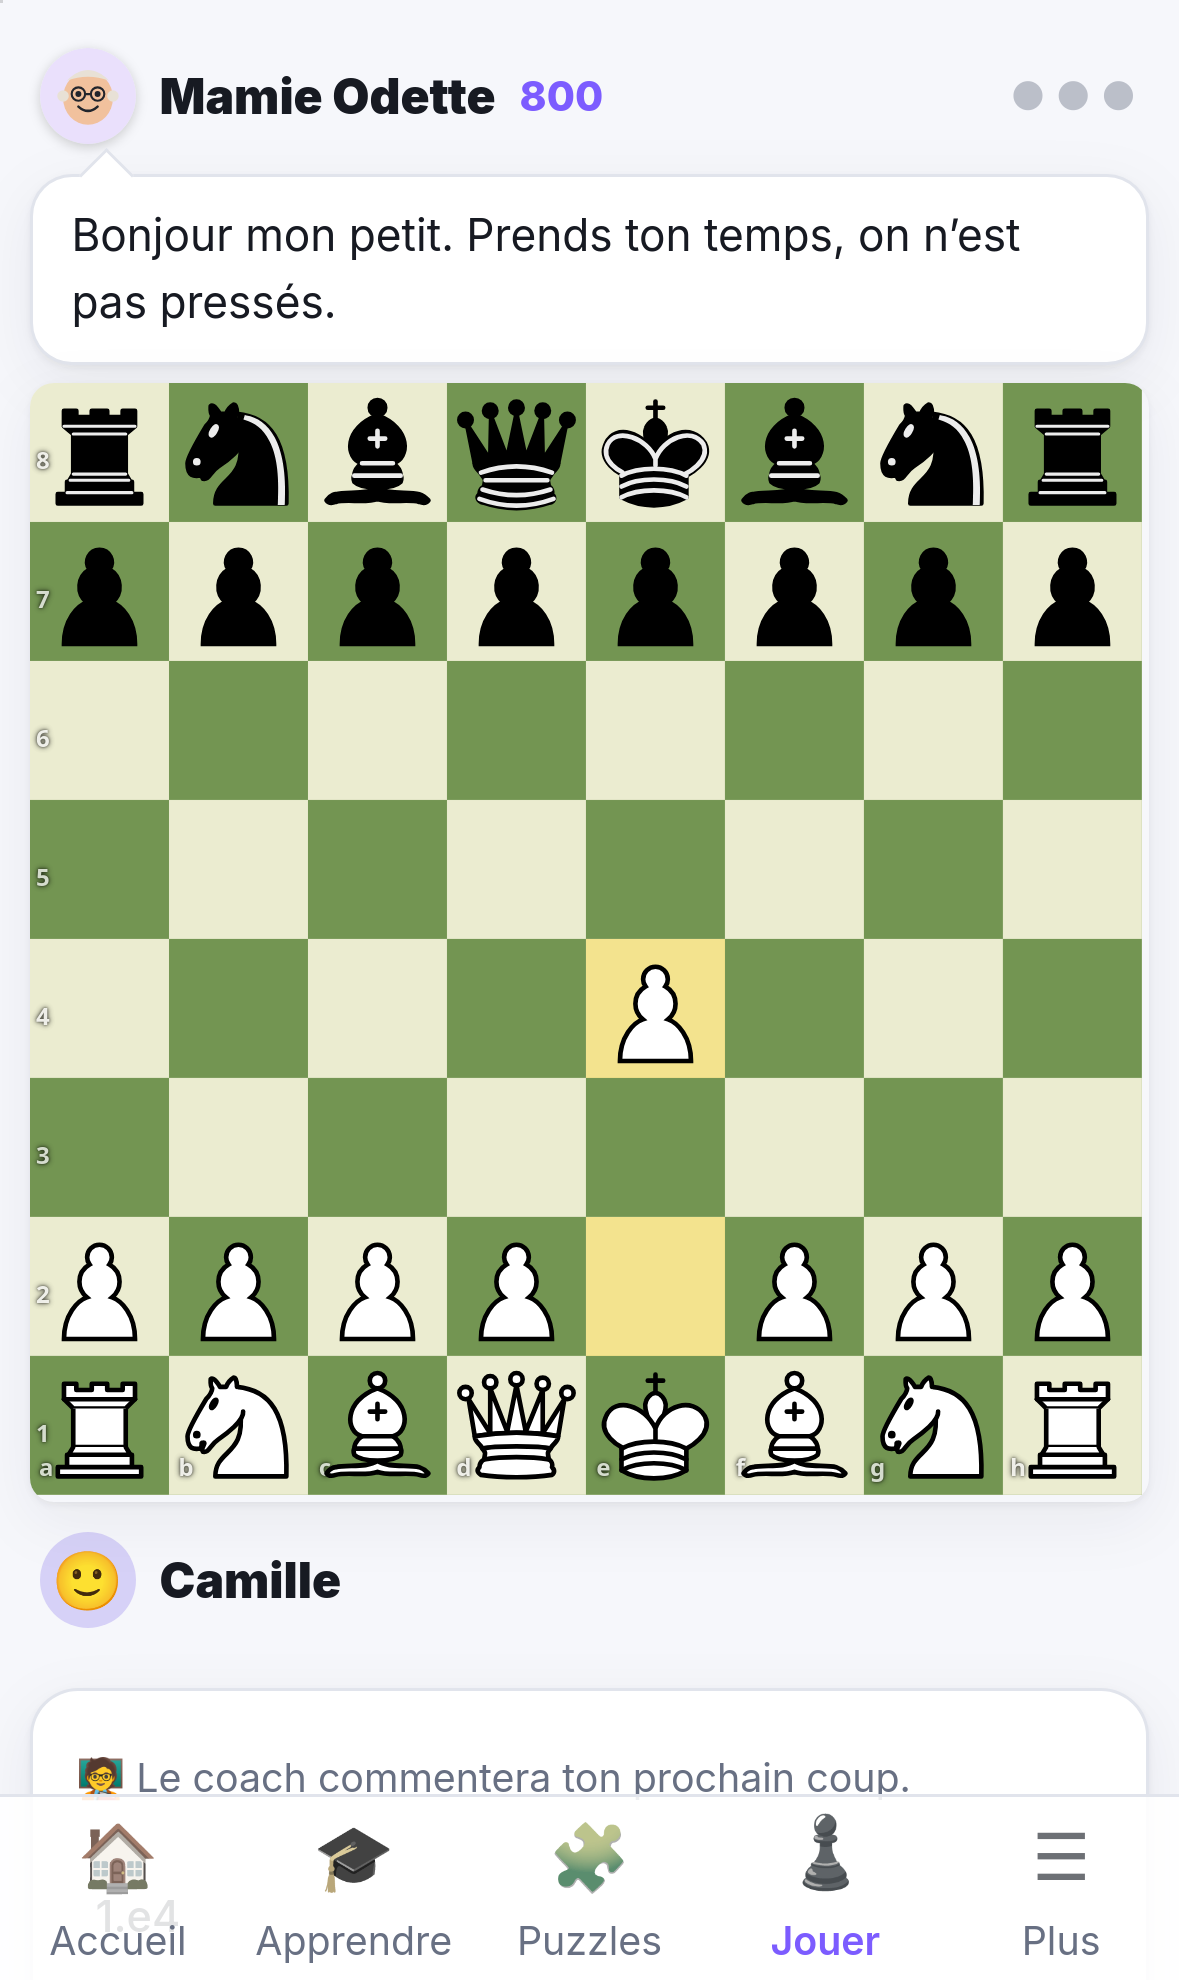 Mamie Odette 800
Bonjour mon petit. Prends ton temps, on n’est
pas pressés.
8
7
6
5
4
3
2
1
a b c d e f g h
Camille
Le coach commentera ton prochain coup.
1.e4
Accueil Apprendre Puzzles Jouer Plus